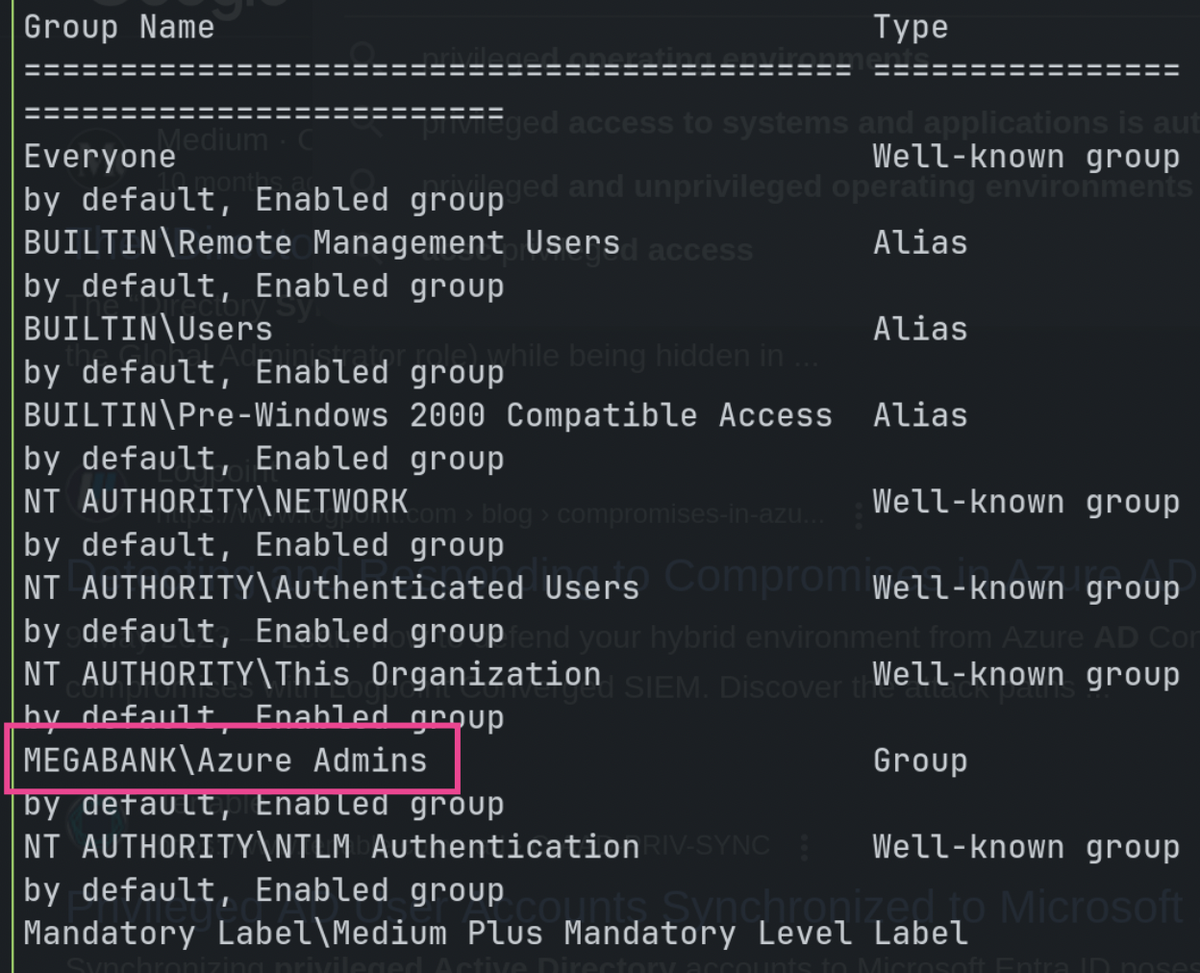 Group Name Type
=========================================== ================
=========================
Everyone Well-known group
by default, Enabled group
BUILTIN\Remote Management Users Alias
by default, Enabled group
BUILTIN\Users Alias
by default, Enabled group
BUILTIN\Pre-Windows 2000 Compatible Access Alias
by default, Enabled group
NT AUTHORITY\NETWORK Well-known group
by default, Enabled group
NT AUTHORITY\Authenticated Users Well-known group
by default, Enabled group
NT AUTHORITY\This Organization Well-known group
by default, Enabled group
MEGABANK\Azure Admins Group
by default, Enabled group
NT AUTHORITY\NTLM Authentication Well-known group
by default, Enabled group
Mandatory Label\Medium Plus Mandatory Level Label